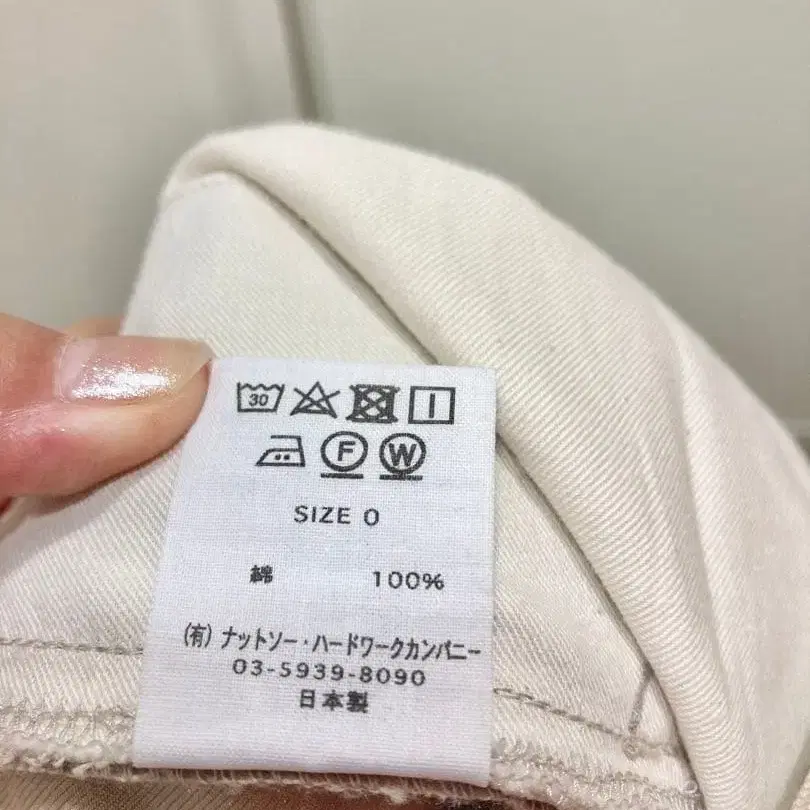 30
F W
SIZE 0
綿 100%
(有) ナットソー・ハードワークカンパニー
03-5939-8090
日本製